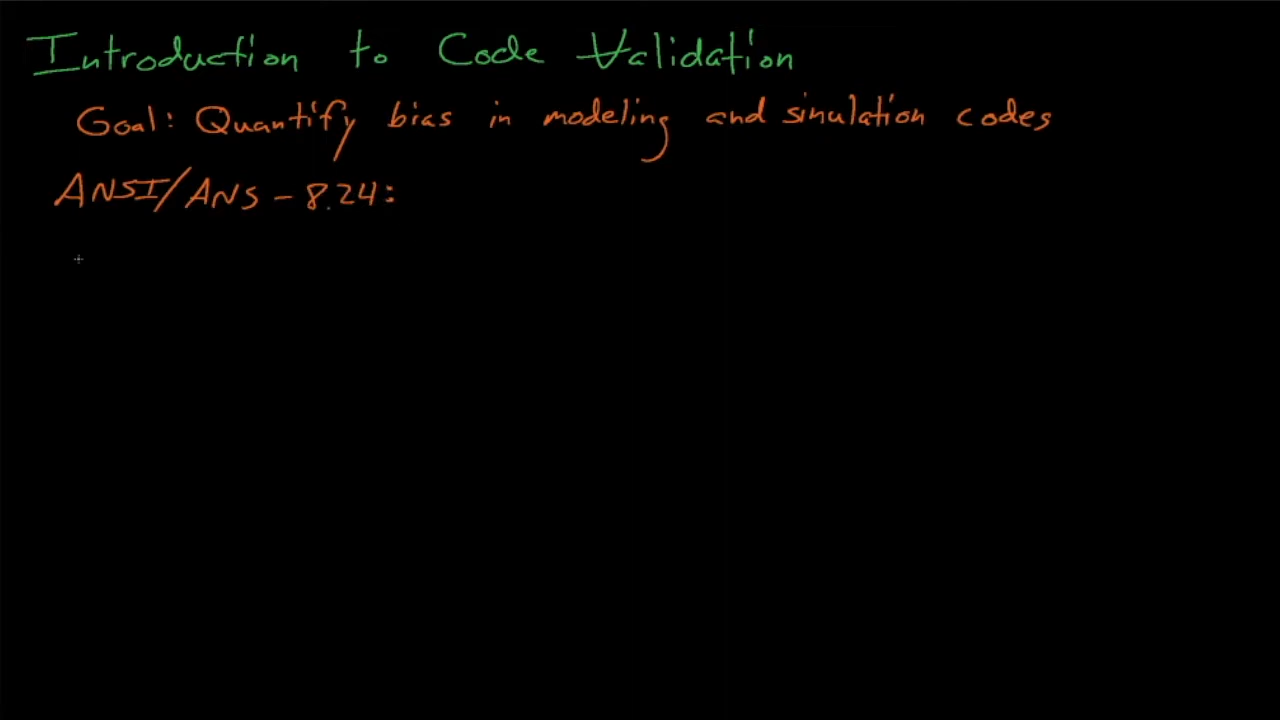 Introduction to Code Validation
Goal: Quantify bias in modeling and simulation codes
ANSI/ANS-8.24: